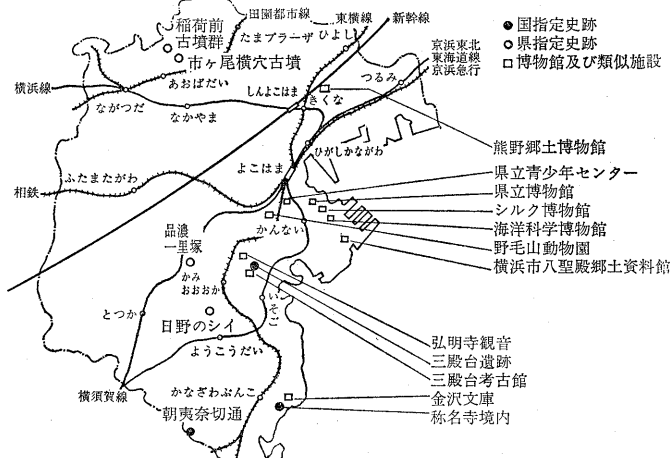 稲荷前
古墳群
田園都市線
東横線
新幹線
たまプラーザ
ひよし
市ヶ尾横穴古墳
京浜東北
東海道線
京浜急行
●国指定史跡
○県指定史跡
□博物館及び類似施設
横浜線
あおばだい
しんよこはま
つるみ
ながつだ
なかやま
きくな
熊野郷土博物館
ひがしかながわ
よこはま
県立青少年センター
ふたまたがわ
県立博物館
相鉄
シルク博物館
海洋科学博物館
品濃
一里塚
かんない
野毛山動物園
横浜市八聖殿郷土資料館
かみ
おおおか
とつか
いそご
日野のシイ
弘明寺観音
ようこうだい
三殿台遺跡
三殿台考古館
横須賀線
かなざわぶんこ
金沢文庫
朝夷奈切通
称名寺境内